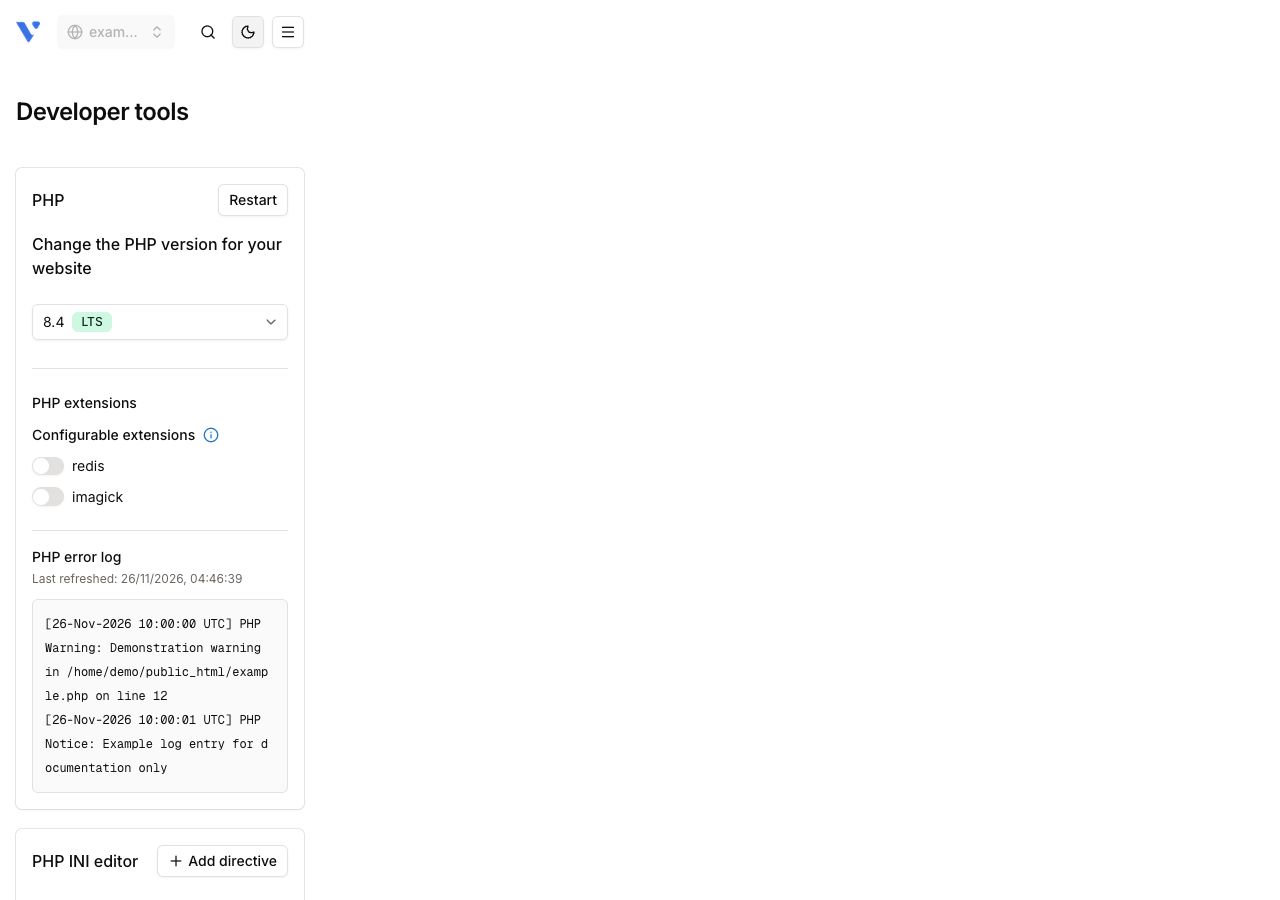 exam...
Developer tools
PHP
Restart
Change the PHP version for your
website
8.4 LTS
PHP extensions
Configurable extensions
redis
imagick
PHP error log
Last refreshed: 26/11/2026, 04:46:39
[26-Nov-2026 10:00:00 UTC] PHP
Warning: Demonstration warning
in /home/demo/public_html/examp
le.php on line 12
[26-Nov-2026 10:00:01 UTC] PHP
Notice: Example log entry for d
ocumentation only
PHP INI editor
Add directive